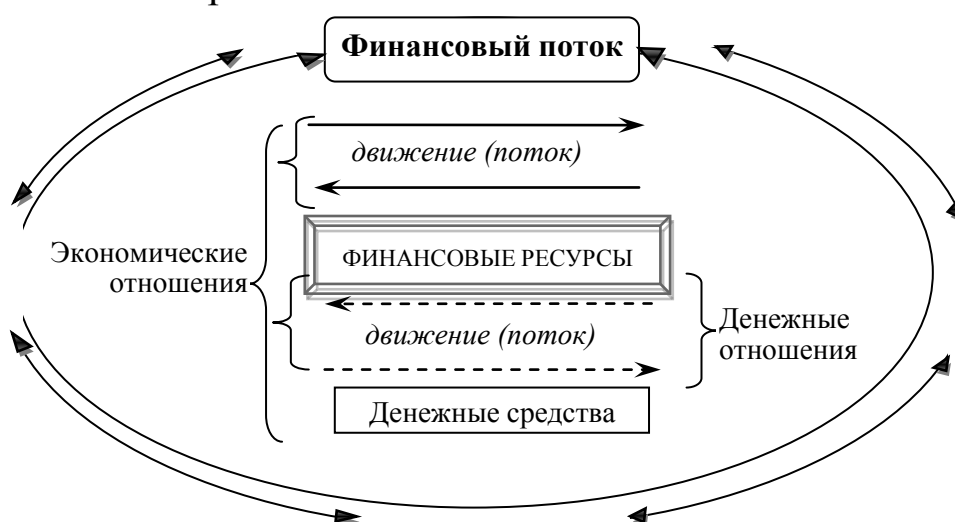 Финансовый поток
движение (поток)
Экономические
отношения
ФИНАНСОВЫЕ РЕСУРСЫ
движение (поток)
Денежные
отношения
Денежные средства